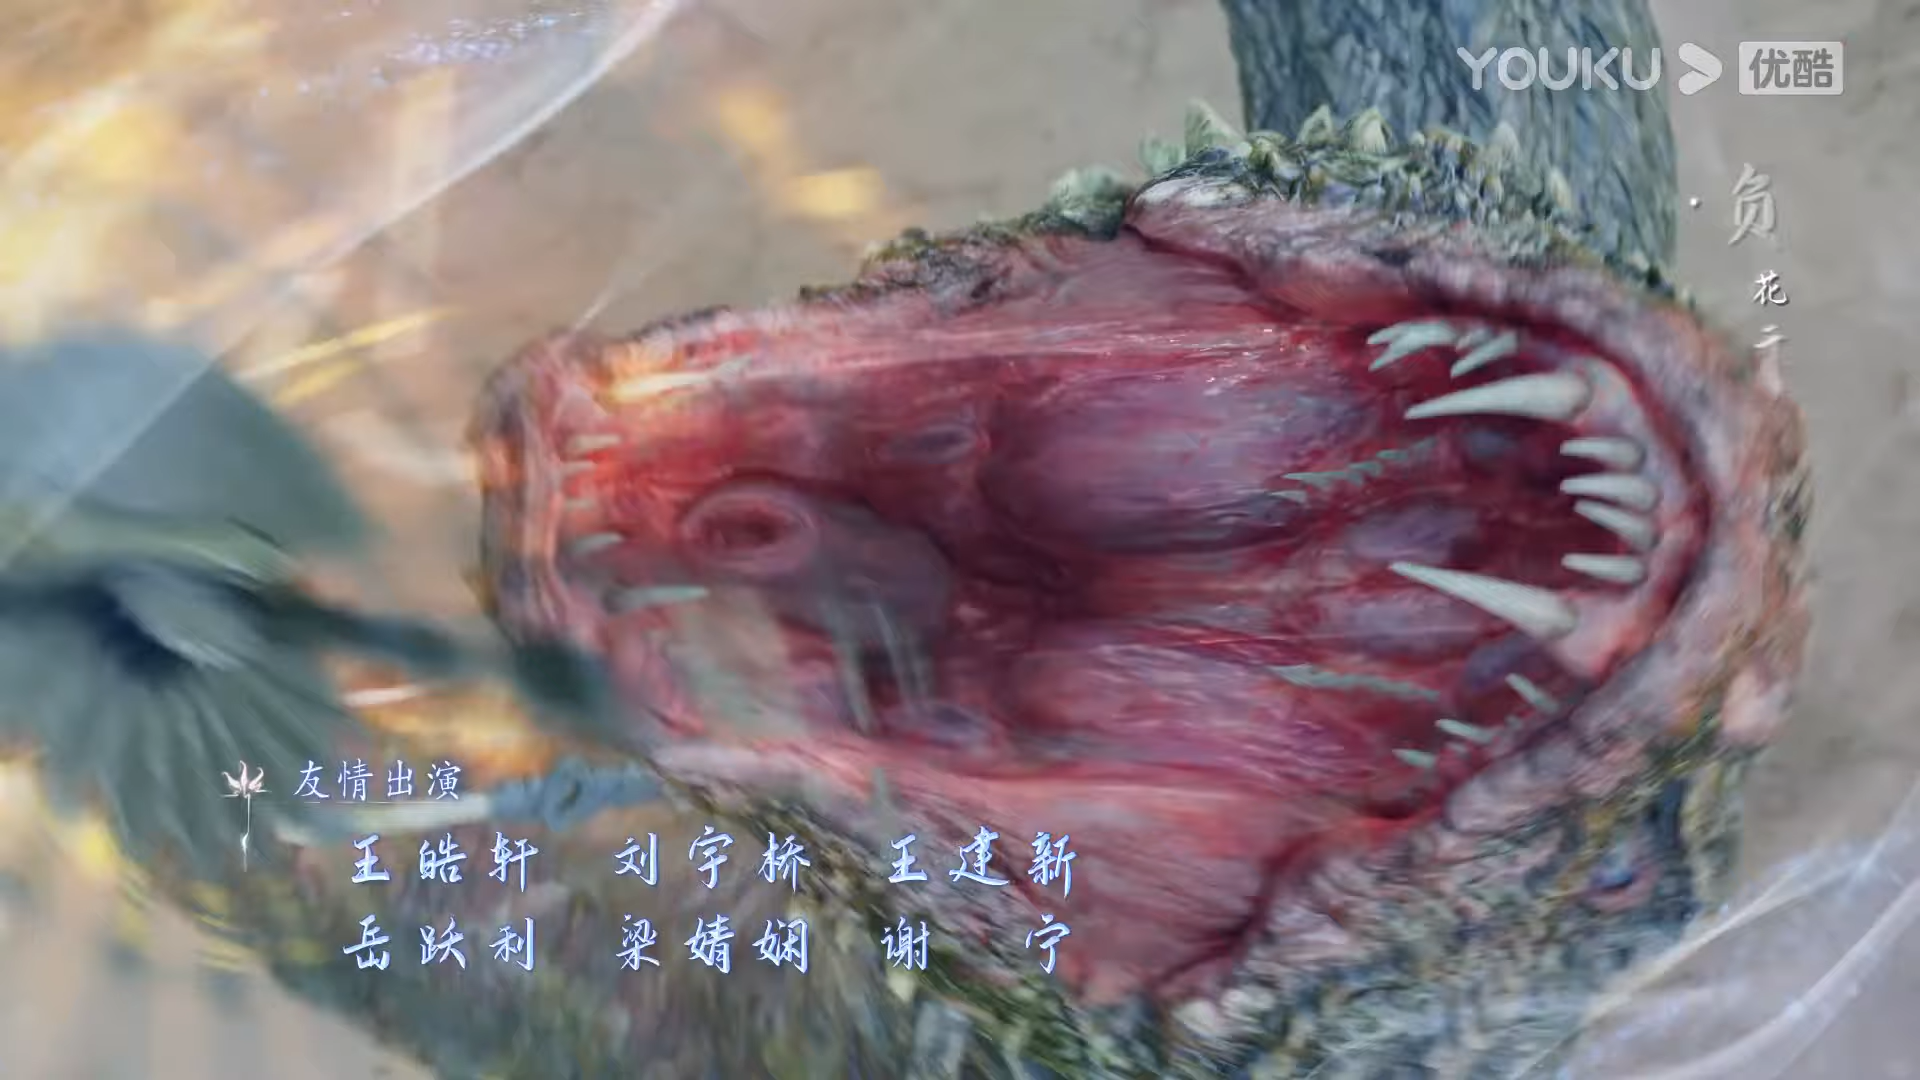 YOUKU 优酷
负
花
二
友情出演
王皓轩 刘宇桥 王建新
岳跃利 梁婧娴 谢宁